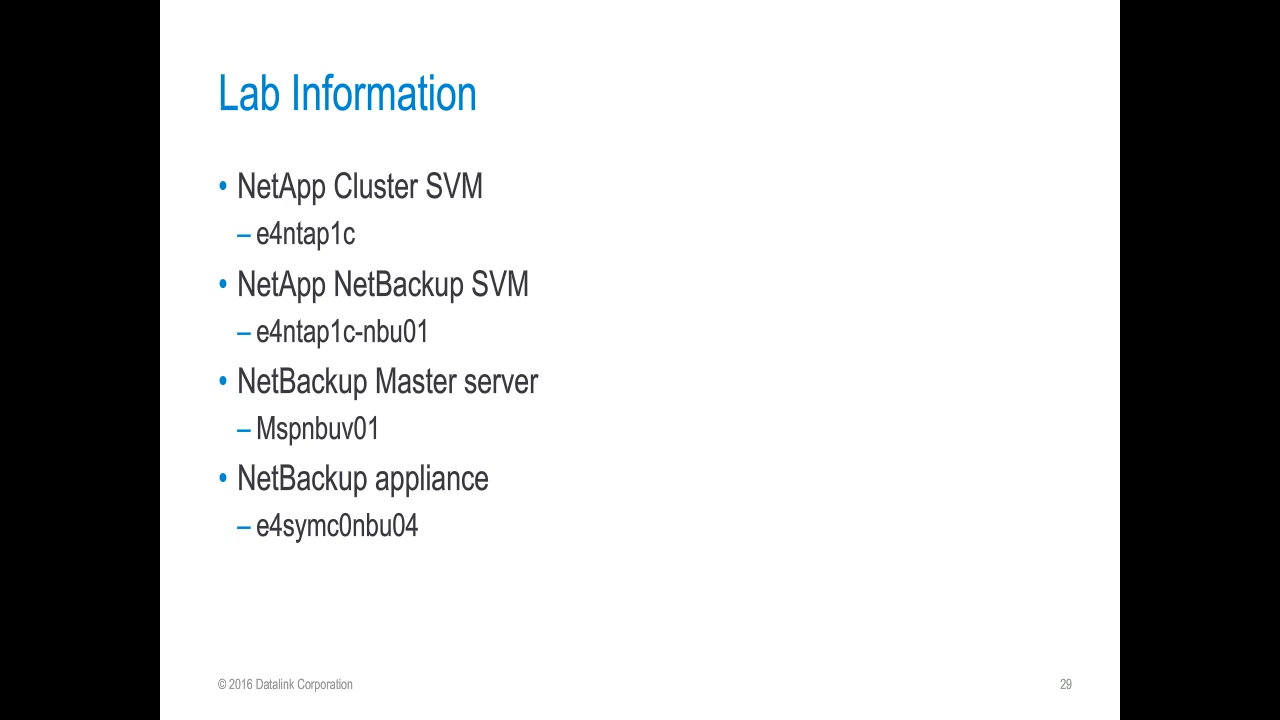 Lab Information
• NetApp Cluster SVM
– e4ntap1c
• NetApp NetBackup SVM
– e4ntap1c-nbu01
• NetBackup Master server
– Mspnbuv01
• NetBackup appliance
– e4symc0nbu04
© 2016 Datalink Corporation
29